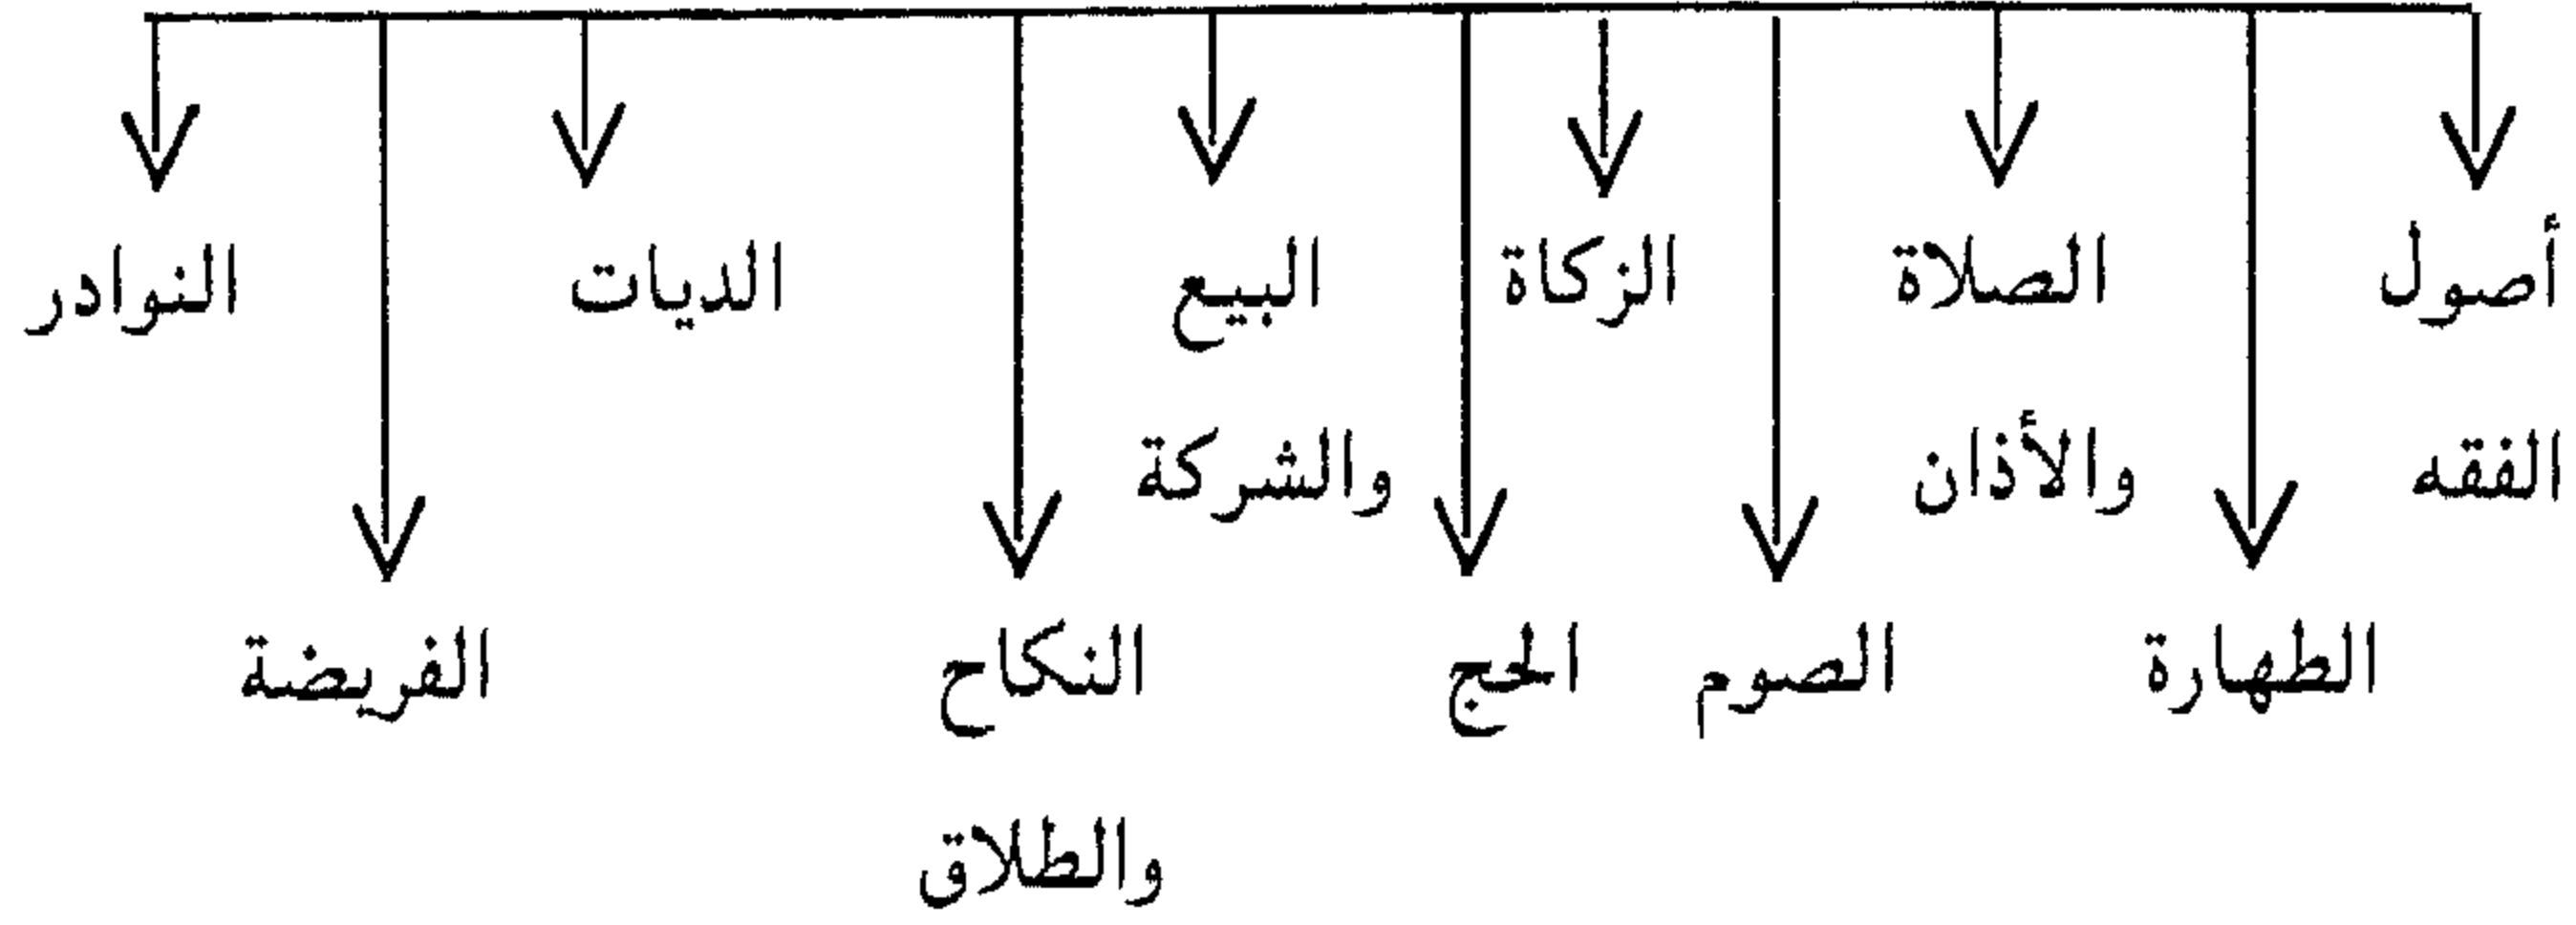 أصول
الفقه
الطهارة
الصلاة
والأذان
الصوم
الزكاة
الحج
البيع
والشركة
النكاح
والطلاق
الديات
الفريضة
النوادر